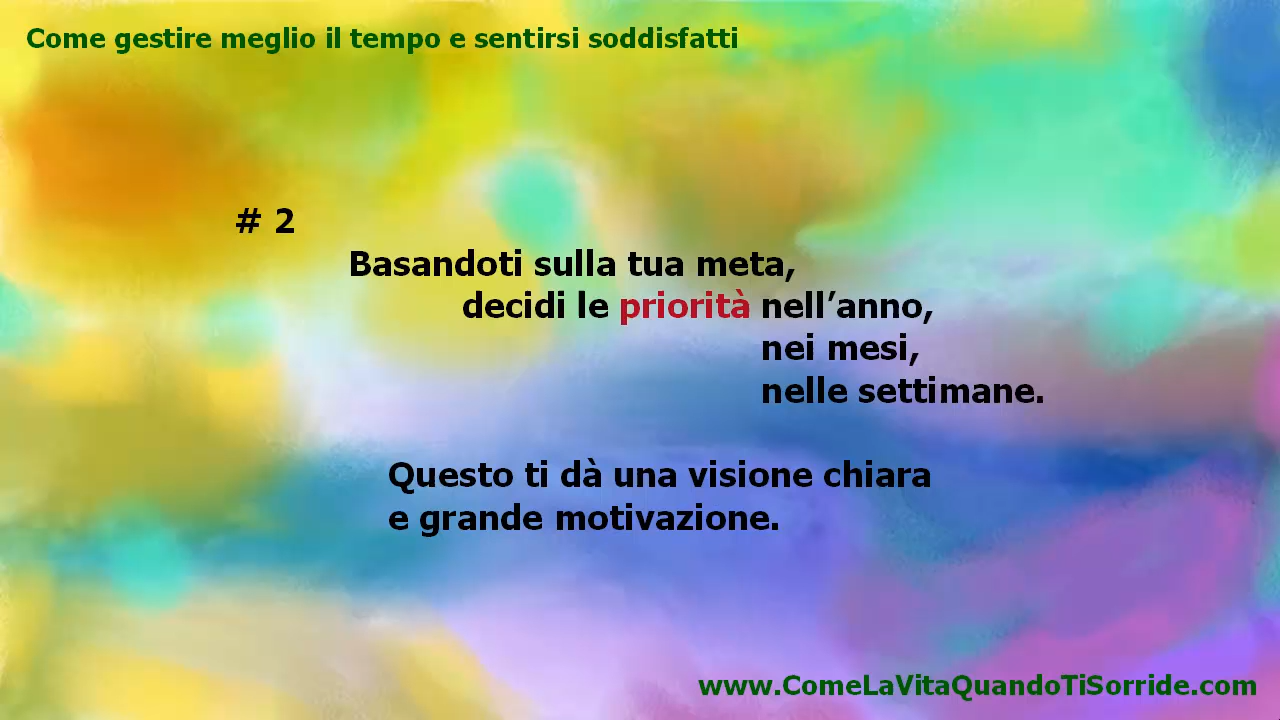 Come gestire meglio il tempo e sentirsi soddisfatti
# 2
Basandoti sulla tua meta,
decidi le priorità nell’anno,
nei mesi,
nelle settimane.
Questo ti dà una visione chiara
e grande motivazione.
www.ComeLaVitaQuandoTiSorride.com